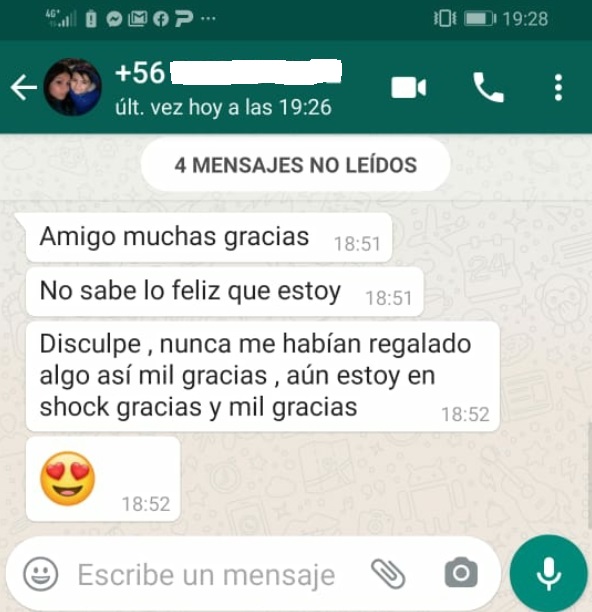 4G+ 19:28
+56
últ. vez hoy a las 19:26
4 MENSAJES NO LEÍDOS
Amigo muchas gracias 18:51
No sabe lo feliz que estoy 18:51
Disculpe , nunca me habían regalado
algo así mil gracias , aún estoy en
shock gracias y mil gracias 18:52
😍 18:52
Escribe un mensaje